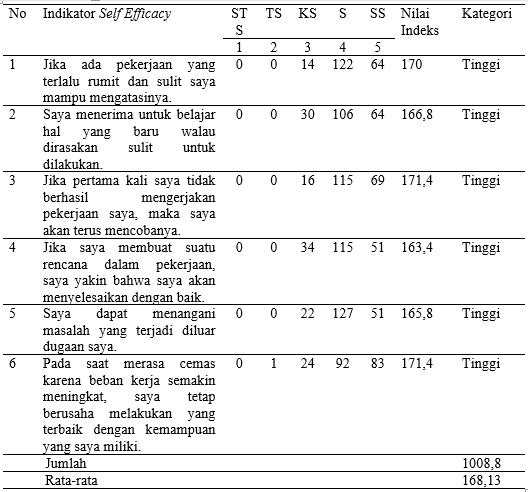 No Indikator Self Efficacy ST TS KS S SS Nilai Kategori
S Indeks
1 2 3 4 5
1 Jika ada pekerjaan yang 0 0 14 122 64 170 Tinggi
terlalu rumit dan sulit saya
mampu mengatasinya.
2 Saya menerima untuk belajar 0 0 30 106 64 166,8 Tinggi
hal yang baru walau
dirasakan sulit untuk
dilakukan.
3 Jika pertama kali saya tidak 0 0 16 115 69 171,4 Tinggi
berhasil mengerjakan
pekerjaan saya, maka saya
akan terus mencobanya.
4 Jika saya membuat suatu 0 0 34 115 51 163,4 Tinggi
rencana dalam pekerjaan,
saya yakin bahwa saya akan
menyelesaikan dengan baik.
5 Saya dapat menangani 0 0 22 127 51 165,8 Tinggi
masalah yang terjadi diluar
dugaan saya.
6 Pada saat merasa cemas 0 1 24 92 83 171,4 Tinggi
karena beban kerja semakin
meningkat, saya tetap
berusaha melakukan yang
terbaik dengan kemampuan
yang saya miliki.
Jumlah 1008,8
Rata-rata 168,13